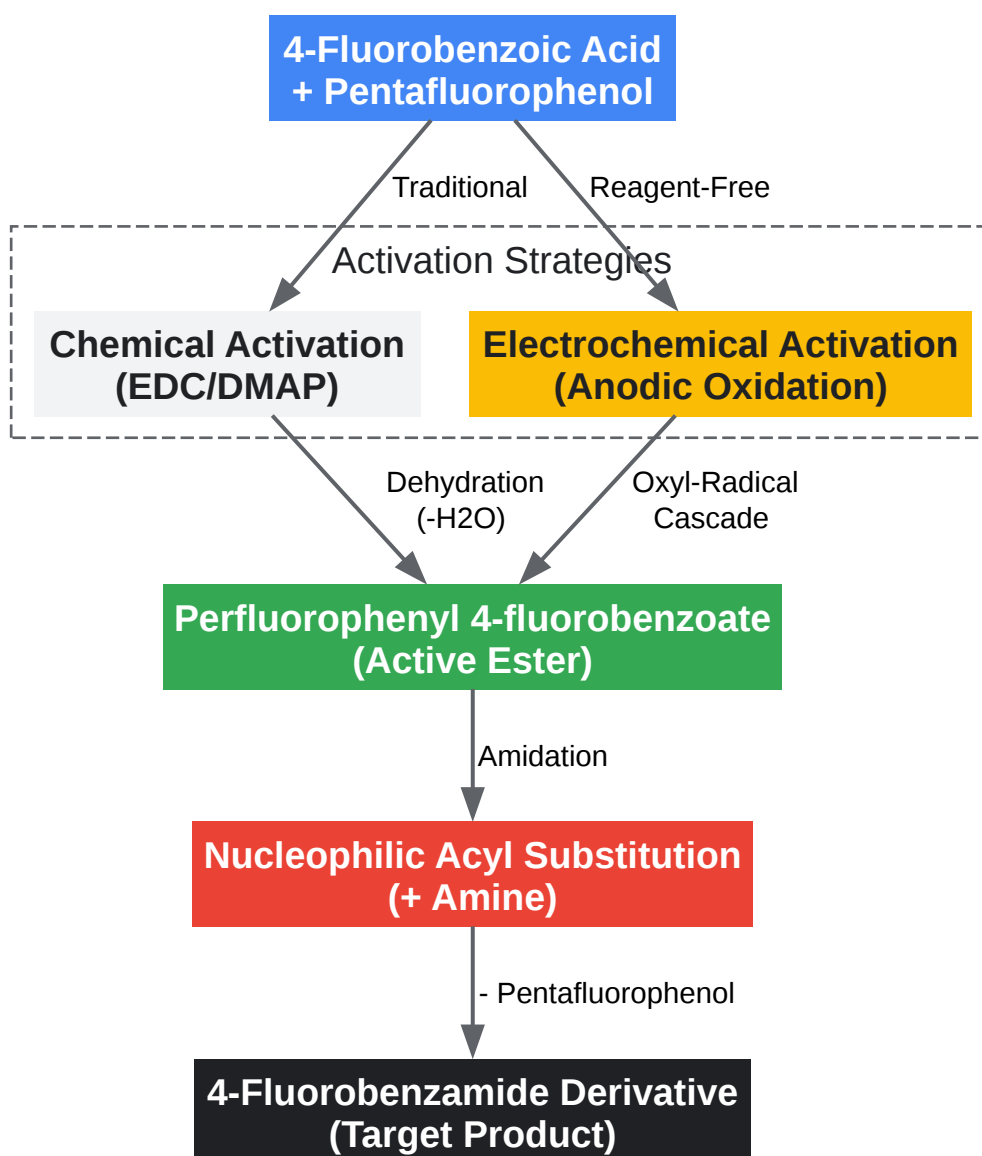 4-Fluorobenzoic Acid
+ Pentafluorophenol
Traditional
Reagent-Free
Activation Strategies
Chemical Activation
(EDC/DMAP)
Electrochemical Activation
(Anodic Oxidation)
Dehydration
(-H2O)
Oxyl-Radical
Cascade
Perfluorophenyl 4-fluorobenzoate
(Active Ester)
Amidation
Nucleophilic Acyl Substitution
(+ Amine)
- Pentafluorophenol
4-Fluorobenzamide Derivative
(Target Product)